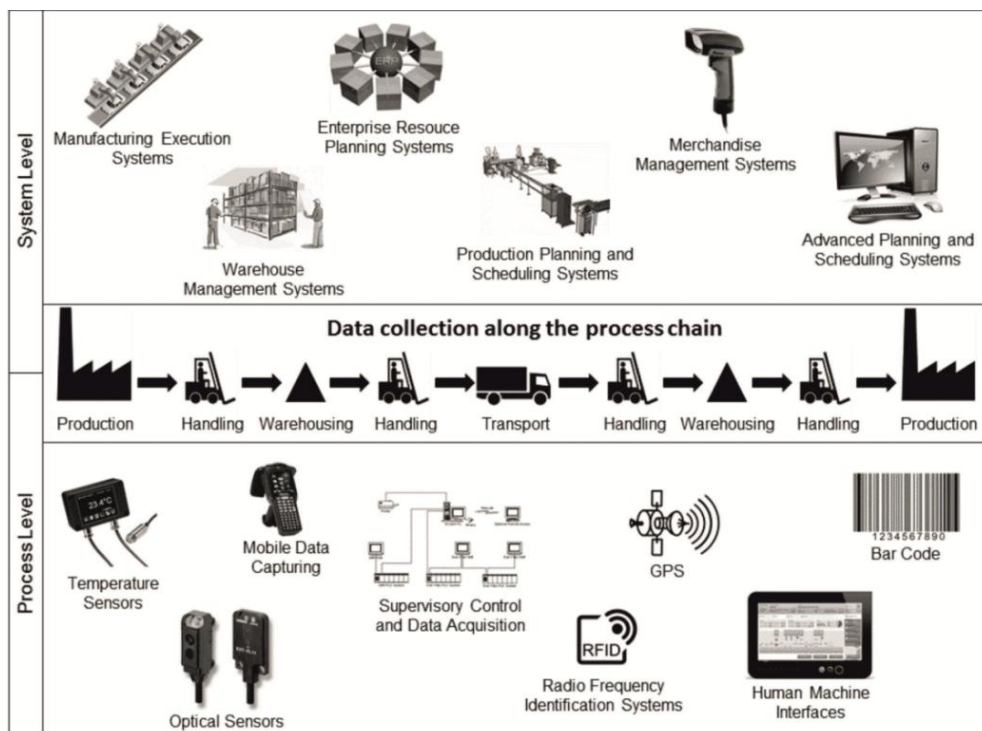 System Level
Manufacturing Execution
Systems
ERP
Enterprise Resouce
Planning Systems
Merchandise
Management Systems
Warehouse
Management Systems
Production Planning and
Scheduling Systems
Advanced Planning and
Scheduling Systems
Data collection along the process chain
Production
Handling
Warehousing
Handling
Transport
Handling
Warehousing
Handling
Production
Process Level
23.4°C
Temperature
Sensors
Mobile Data
Capturing
Supervisory Control
and Data Acquisition
GPS
1234567890
Bar Code
Optical Sensors
RFID
Radio Frequency
Identification Systems
Human Machine
Interfaces